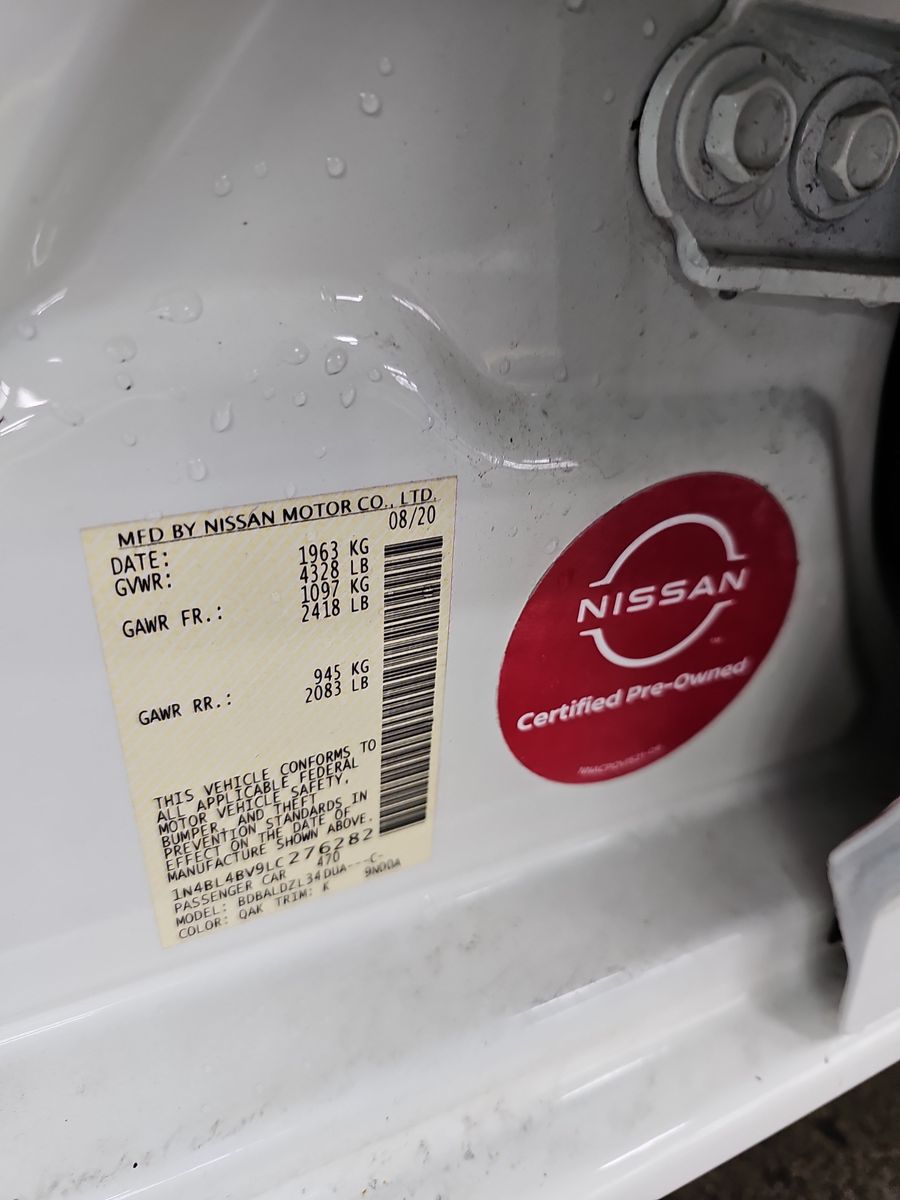 MFD BY NISSAN MOTOR CO., LTD.
DATE: 08/20
GVWR: 1963 KG
4328 LB
GAWR FR.: 1097 KG
2418 LB
GAWR RR.: 945 KG
2083 LB
THIS VEHICLE CONFORMS TO
ALL APPLICABLE FEDERAL
MOTOR VEHICLE SAFETY,
BUMPER, AND THEFT
PREVENTION STANDARDS IN
EFFECT ON THE DATE OF
MANUFACTURE SHOWN ABOVE.
1N4BL4BV9LC276282
PASSENGER CAR 470
MODEL: BDBALDZL34DUA---C-
COLOR: QAK TRIM: K
NISSAN
Certified Pre-Owned